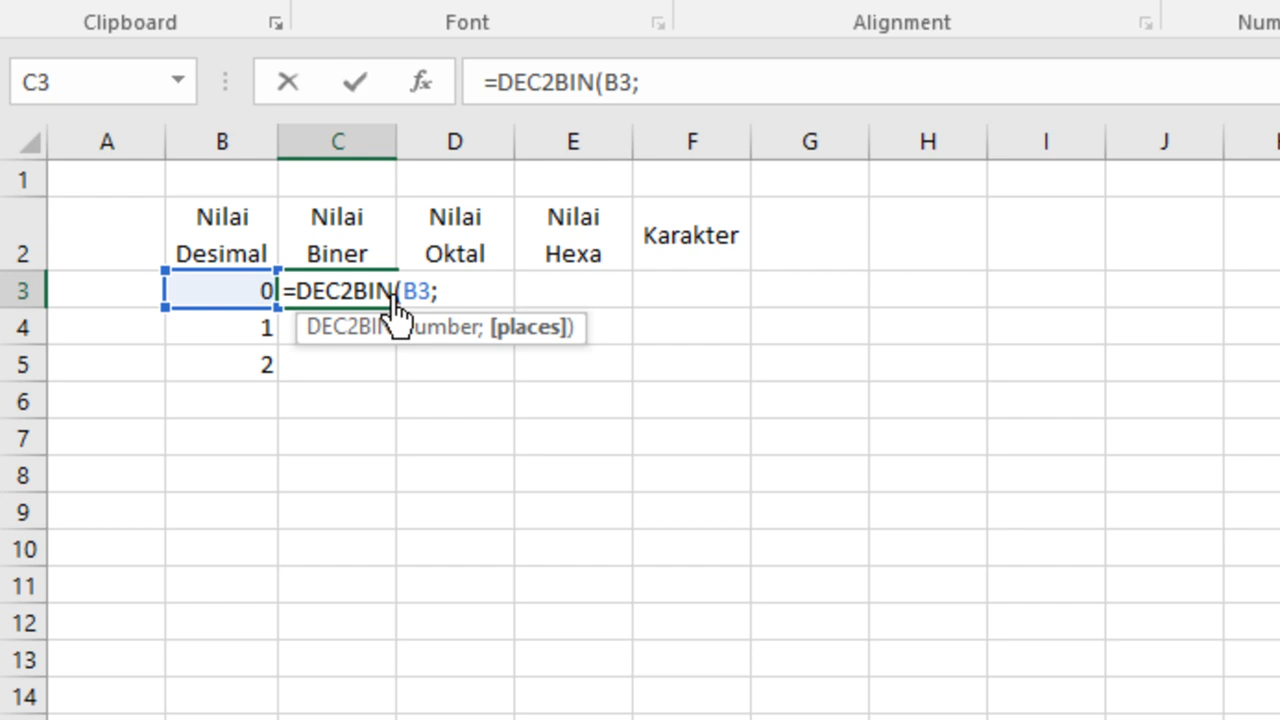 Clipboard Font Alignment Num
C3 fx =DEC2BIN(B3;
A B C D E F G H I J
1
Nilai Nilai Nilai Nilai Karakter
2 Desimal Biner Oktal Hexa
3 0 =DEC2BIN(B3;
4 1 DEC2BIN umber; [places])
5 2
6
7
8
9
10
11
12
13
14